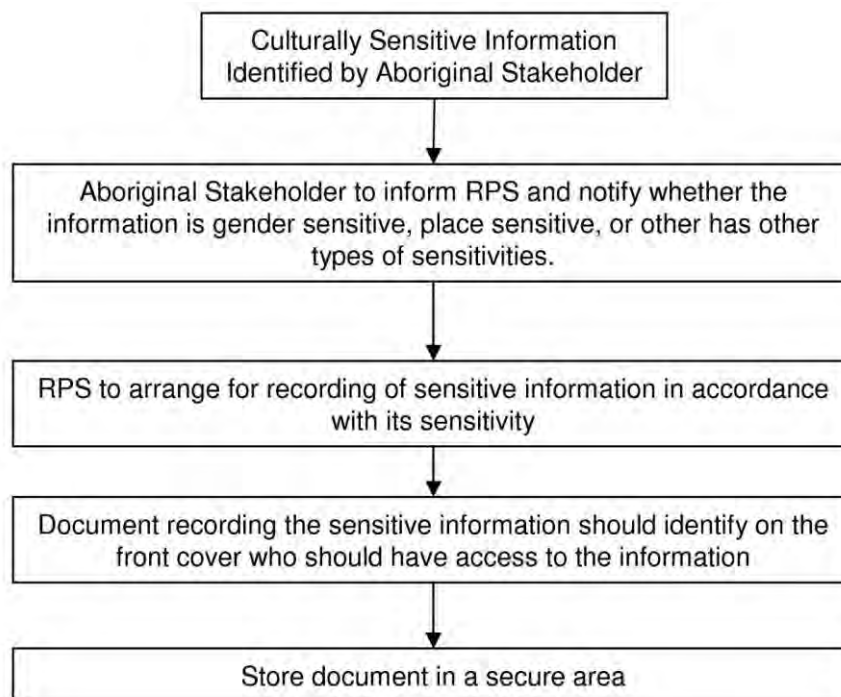 Culturally Sensitive Information
Identified by Aboriginal Stakeholder
Aboriginal Stakeholder to inform RPS and notify whether the
information is gender sensitive, place sensitive, or other has other
types of sensitivities.
RPS to arrange for recording of sensitive information in accordance
with its sensitivity
Document recording the sensitive information should identify on the
front cover who should have access to the information
Store document in a secure area